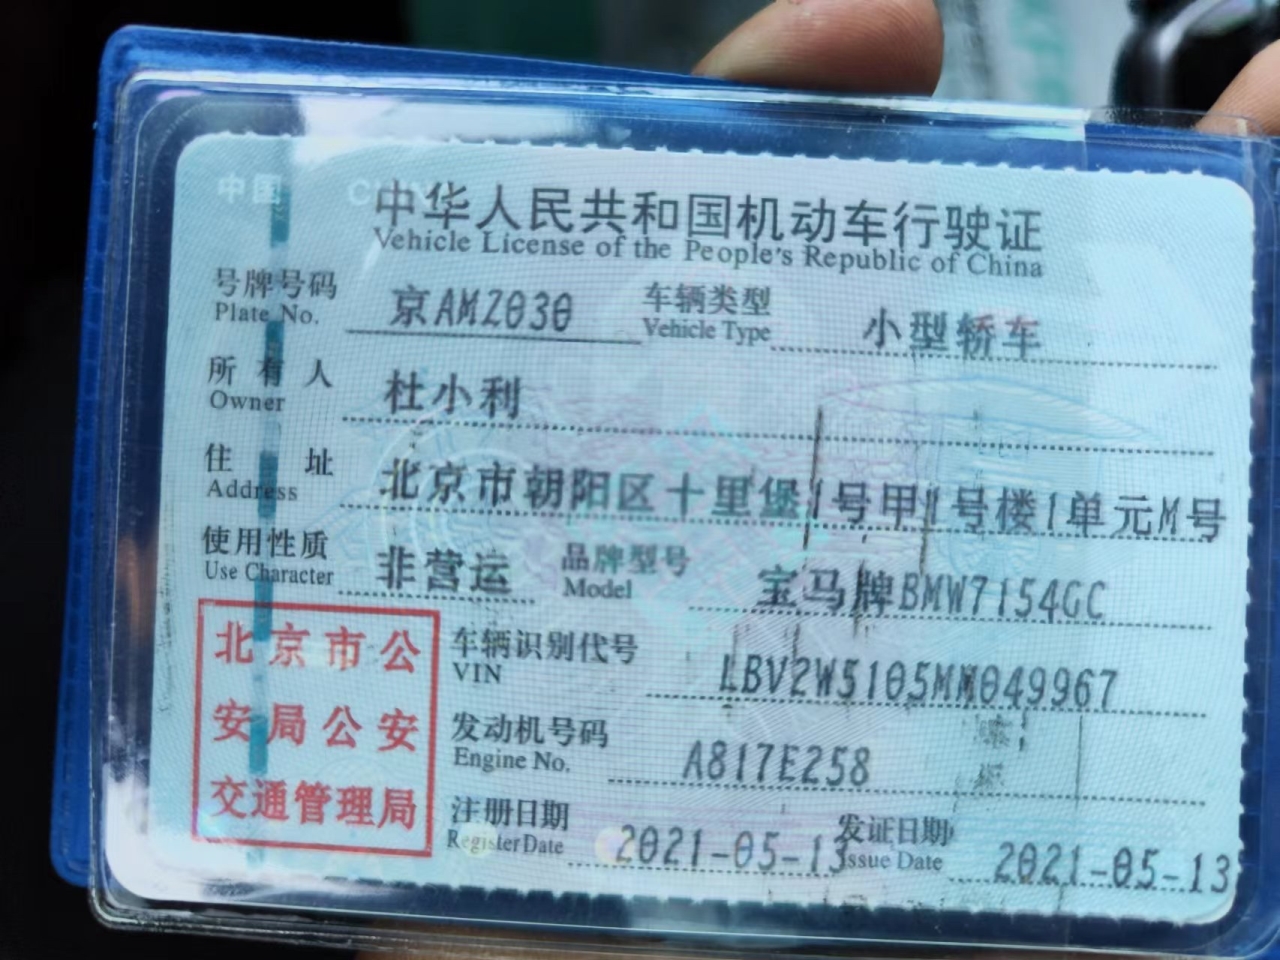 中国 CHINA
中华人民共和国机动车行驶证
Vehicle License of the People's Republic of China
号牌号码 京AMZ030 车辆类型 小型轿车
Plate No. Vehicle Type
所有人 杜小利
Owner
住址 北京市朝阳区十里堡1号甲1号楼1单元M号
Address
使用性质 非营运 品牌型号 宝马牌BMW7154GC
Use Character Model
北京市公
安局公安
交通管理局
车辆识别代号 LBV2W5105MM049967
VIN
发动机号码 A817E258
Engine No.
注册日期 2021-05-13 发证日期 2021-05-13
Register Date Issue Date